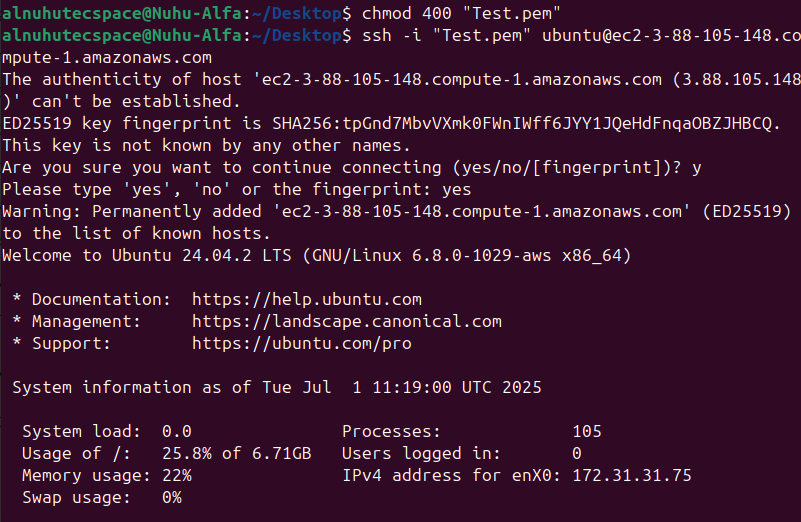 alnuhutecspace@Nuhu-Alfa:~/Desktop$ chmod 400 "Test.pem"
alnuhutecspace@Nuhu-Alfa:~/Desktop$ ssh -i "Test.pem" ubuntu@ec2-3-88-105-148.co
mpute-1.amazonaws.com
The authenticity of host 'ec2-3-88-105-148.compute-1.amazonaws.com (3.88.105.148
)' can't be established.
ED25519 key fingerprint is SHA256:tpGnd7MbvVXmk0FWnIWff6JYY1JQeHdFnqaOBZJHBCQ.
This key is not known by any other names.
Are you sure you want to continue connecting (yes/no/[fingerprint])? y
Please type 'yes', 'no' or the fingerprint: yes
Warning: Permanently added 'ec2-3-88-105-148.compute-1.amazonaws.com' (ED25519)
to the list of known hosts.
Welcome to Ubuntu 24.04.2 LTS (GNU/Linux 6.8.0-1029-aws x86_64)

 * Documentation:  https://help.ubuntu.com
 * Management:     https://landscape.canonical.com
 * Support:        https://ubuntu.com/pro

 System information as of Tue Jul  1 11:19:00 UTC 2025

  System load:  0.0               Processes:             105
  Usage of /:   25.8% of 6.71GB   Users logged in:       0
  Memory usage: 22%               IPv4 address for enX0: 172.31.31.75
  Swap usage:   0%